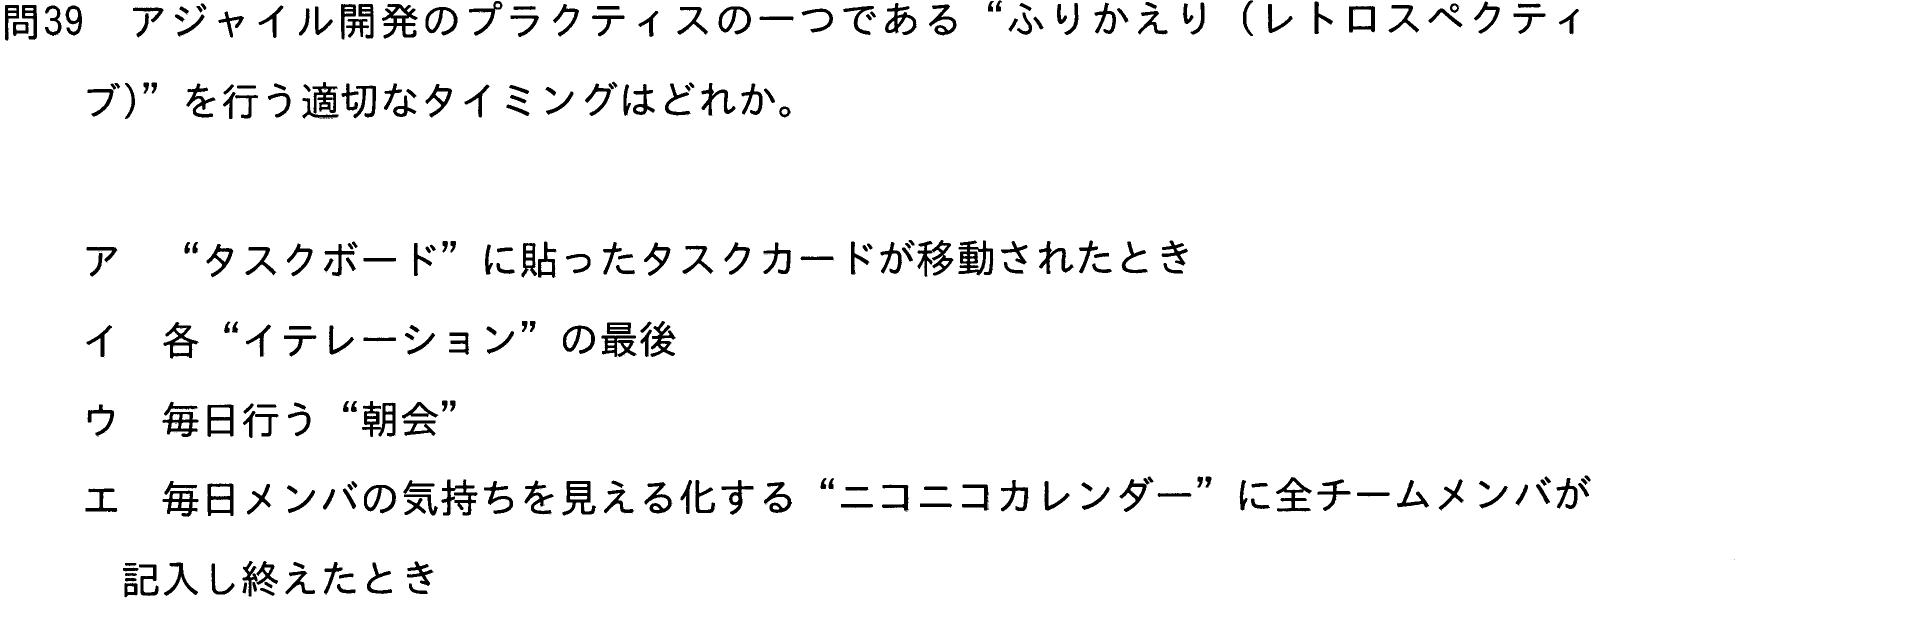 問39　アジャイル開発のプラクティスの一つである“ふりかえり（レトロスペクティ
ブ）”を行う適切なタイミングはどれか。
ア　“タスクボード”に貼ったタスクカードが移動されたとき
イ　各“イテレーション”の最後
ウ　毎日行う“朝会”
エ　毎日メンバの気持ちを見える化する“ニコニコカレンダー”に全チームメンバが
記入し終えたとき